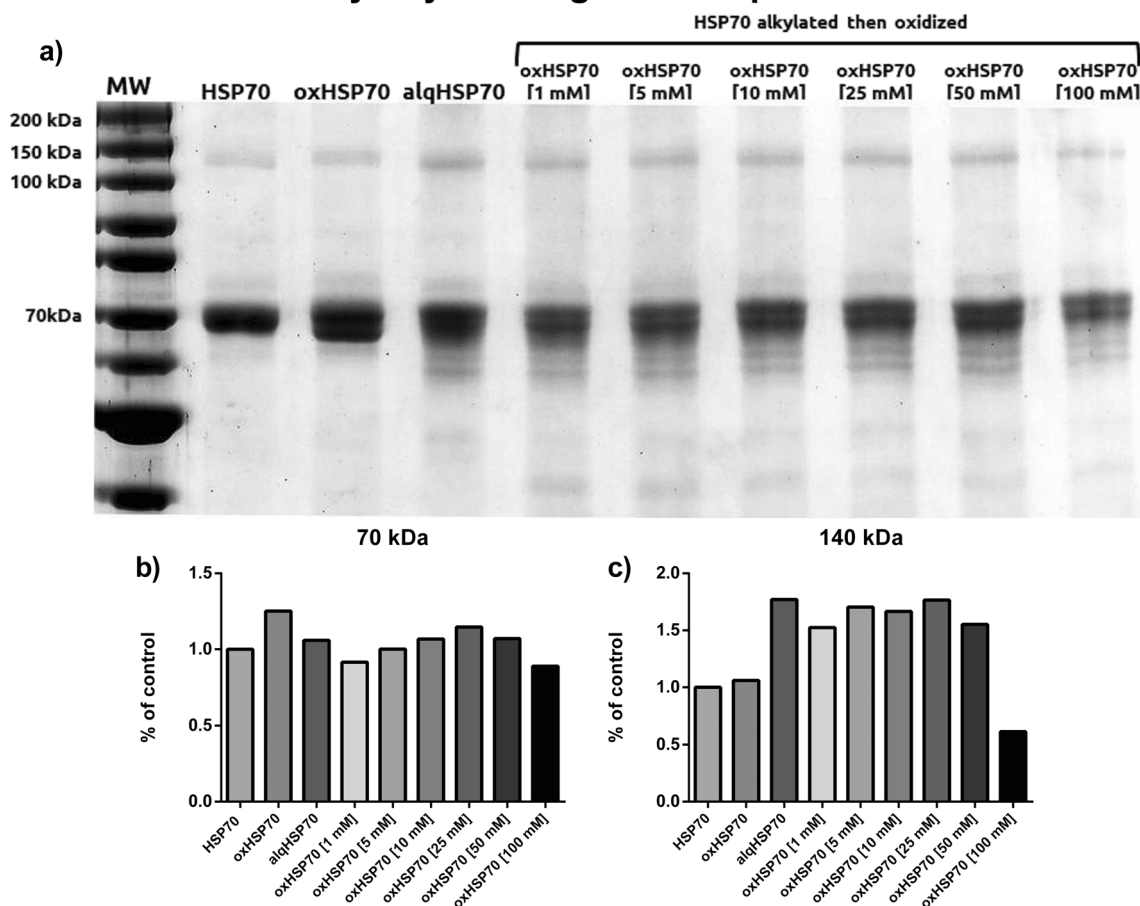 HSP70 alkylated then oxidized
a)
MW HSP70 oxHSP70 alqHSP70 oxHSP70 oxHSP70 oxHSP70 oxHSP70 oxHSP70 oxHSP70
[1 mM] [5 mM] [10 mM] [25 mM] [50 mM] [100 mM]
200 kDa
150 kDa
100 kDa
70kDa
70 kDa
b)
% of control
1.5
1.0
0.5
0.0
HSP70
oxHSP70
alqHSP70
oxHSP70 [1 mM]
oxHSP70 [5 mM]
oxHSP70 [10 mM]
oxHSP70 [25 mM]
oxHSP70 [50 mM]
oxHSP70 [100 mM]
140 kDa
c)
% of control
2.0
1.5
1.0
0.5
0.0
HSP70
oxHSP70
alqHSP70
oxHSP70 [1 mM]
oxHSP70 [5 mM]
oxHSP70 [10 mM]
oxHSP70 [25 mM]
oxHSP70 [50 mM]
oxHSP70 [100 mM]